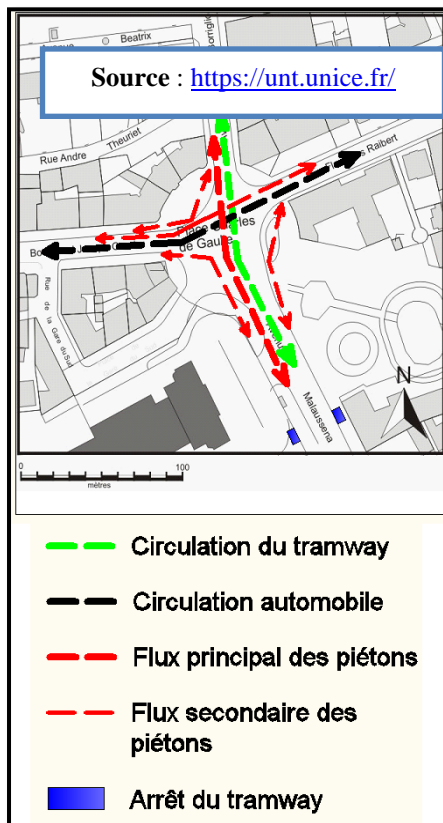 Beatrix
Source : https://unt.unice.fr/
Rue Andre Theuriet
Raibert
de Gaulle
Rue de la Gare du Sud
Malaussena
N
0 100
mètres
Circulation du tramway
Circulation automobile
Flux principal des piétons
Flux secondaire des
piétons
Arrêt du tramway